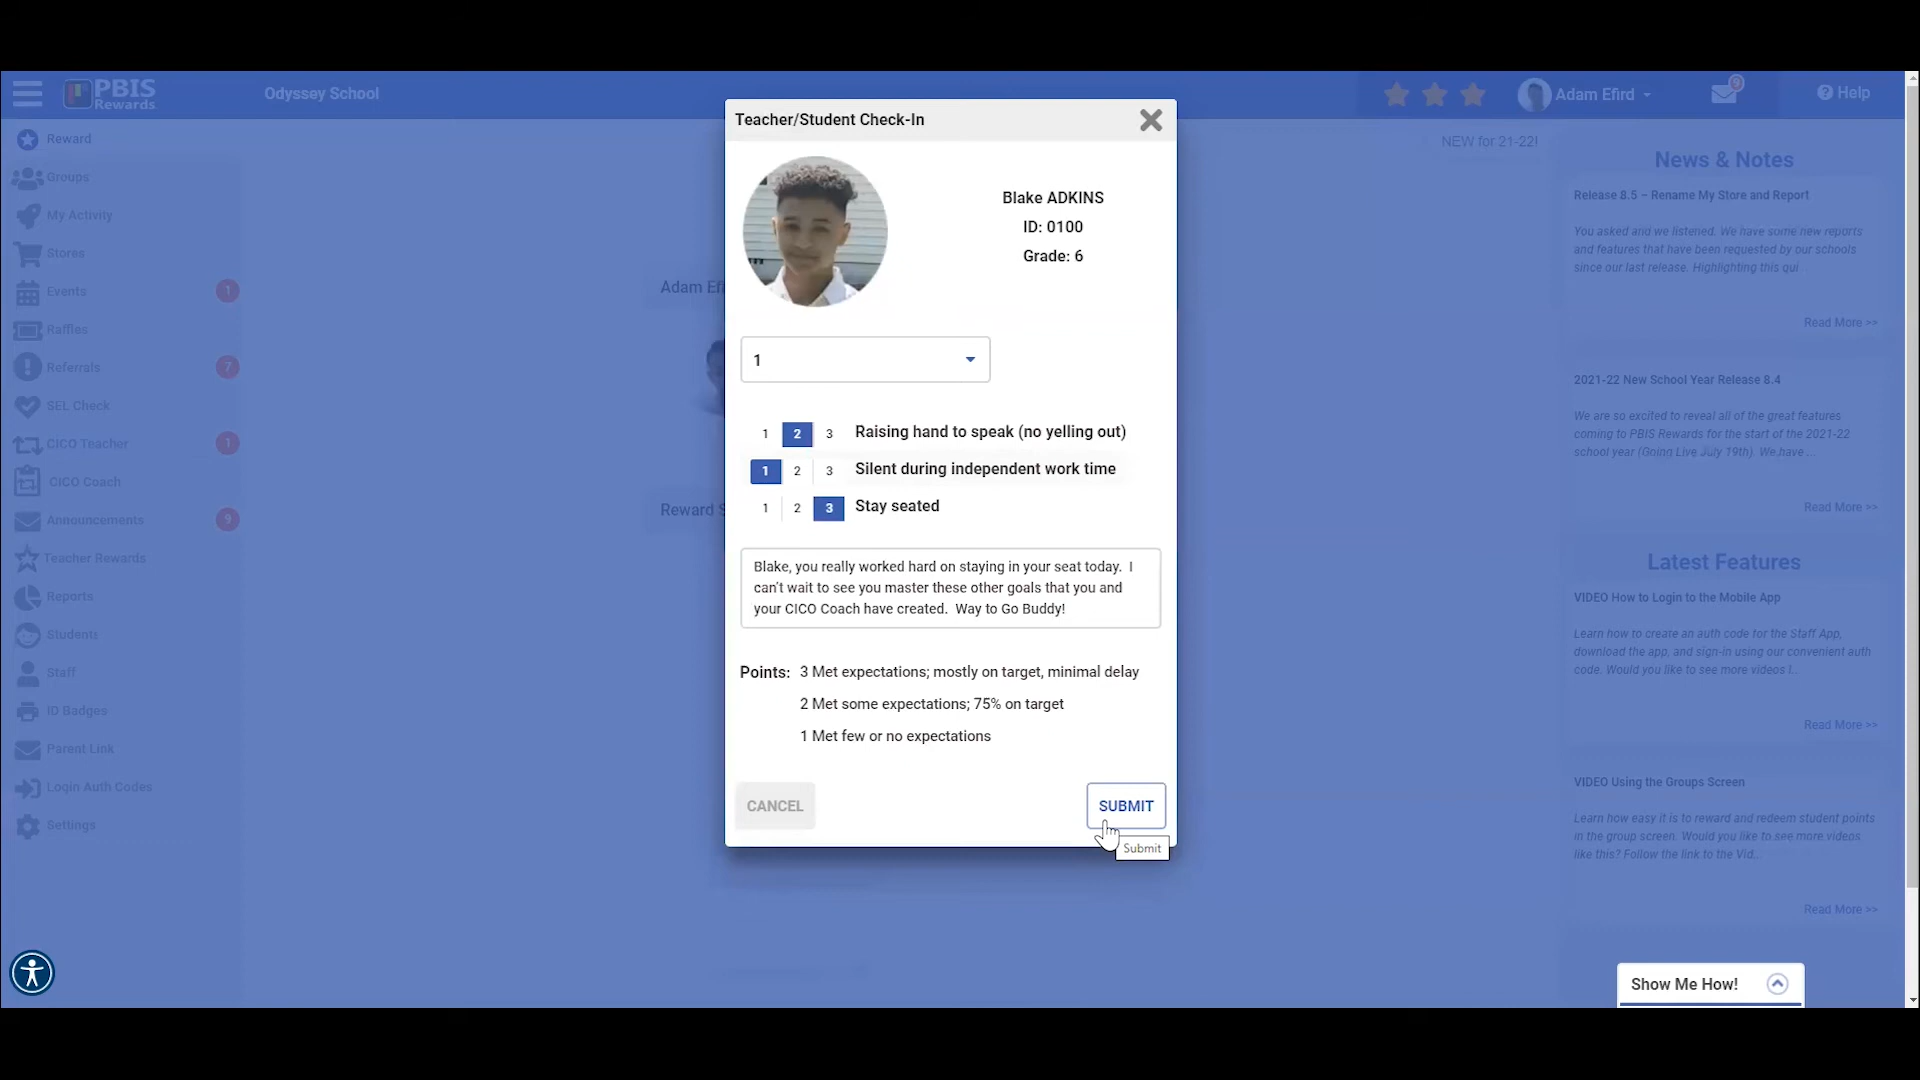 PBIS
Rewards
Odyssey School
Adam Efird
9
Help
Reward
Groups
My Activity
Stores
Events
1
Raffles
Referrals
7
SEL Check
CICO Teacher
1
CICO Coach
Announcements
9
Teacher Rewards
Reports
Students
Staff
ID Badges
Parent Link
Login Auth Codes
Settings
Adam Ef
Reward S
Teacher/Student Check-In
Blake ADKINS
ID: 0100
Grade: 6
1
1 2 3 Raising hand to speak (no yelling out)
1 2 3 Silent during independent work time
1 2 3 Stay seated
Blake, you really worked hard on staying in your seat today. I
can't wait to see you master these other goals that you and
your CICO Coach have created. Way to Go Buddy!
Points: 3 Met expectations; mostly on target, minimal delay
2 Met some expectations; 75% on target
1 Met few or no expectations
CANCEL
SUBMIT
Submit
NEW for 21-22!
News & Notes
Release 8.5 – Rename My Store and Report
You asked and we listened. We have some new reports
and features that have been requested by our schools
since our last release. Highlighting this qui
Read More >>
2021-22 New School Year Release 8.4
We are so excited to reveal all of the great features
coming to PBIS Rewards for the start of the 2021-22
school year (Going Live July 19th). We have ...
Read More >>
Latest Features
VIDEO How to Login to the Mobile App
Learn how to create an auth code for the Staff App,
download the app, and sign-in using our convenient auth
code. Would you like to see more videos l..
Read More >>
VIDEO Using the Groups Screen
Learn how easy it is to reward and redeem student points
in the group screen. Would you like to see more videos
like this? Follow the link to the Vid..
Read More >>
Show Me How!